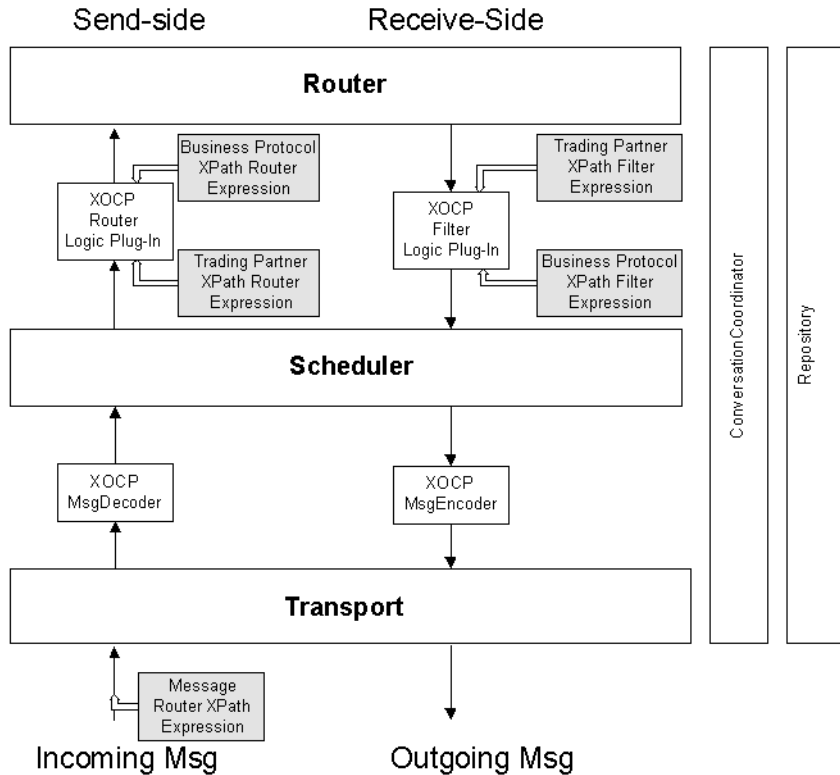 Send-side
Receive-Side
Router
Business Protocol
XPath Router
Expression
Trading Partner
XPath Filter
Expression
XOCP
Router
Logic Plug-In
XOCP
Filter
Logic Plug-In
Trading Partner
XPath Router
Expression
Business Protocol
XPath Filter
Expression
Scheduler
XOCP
MsgDecoder
XOCP
MsgEncoder
Transport
Message
Router XPath
Expression
Incoming Msg
Outgoing Msg
ConversationCoordinator
Repository